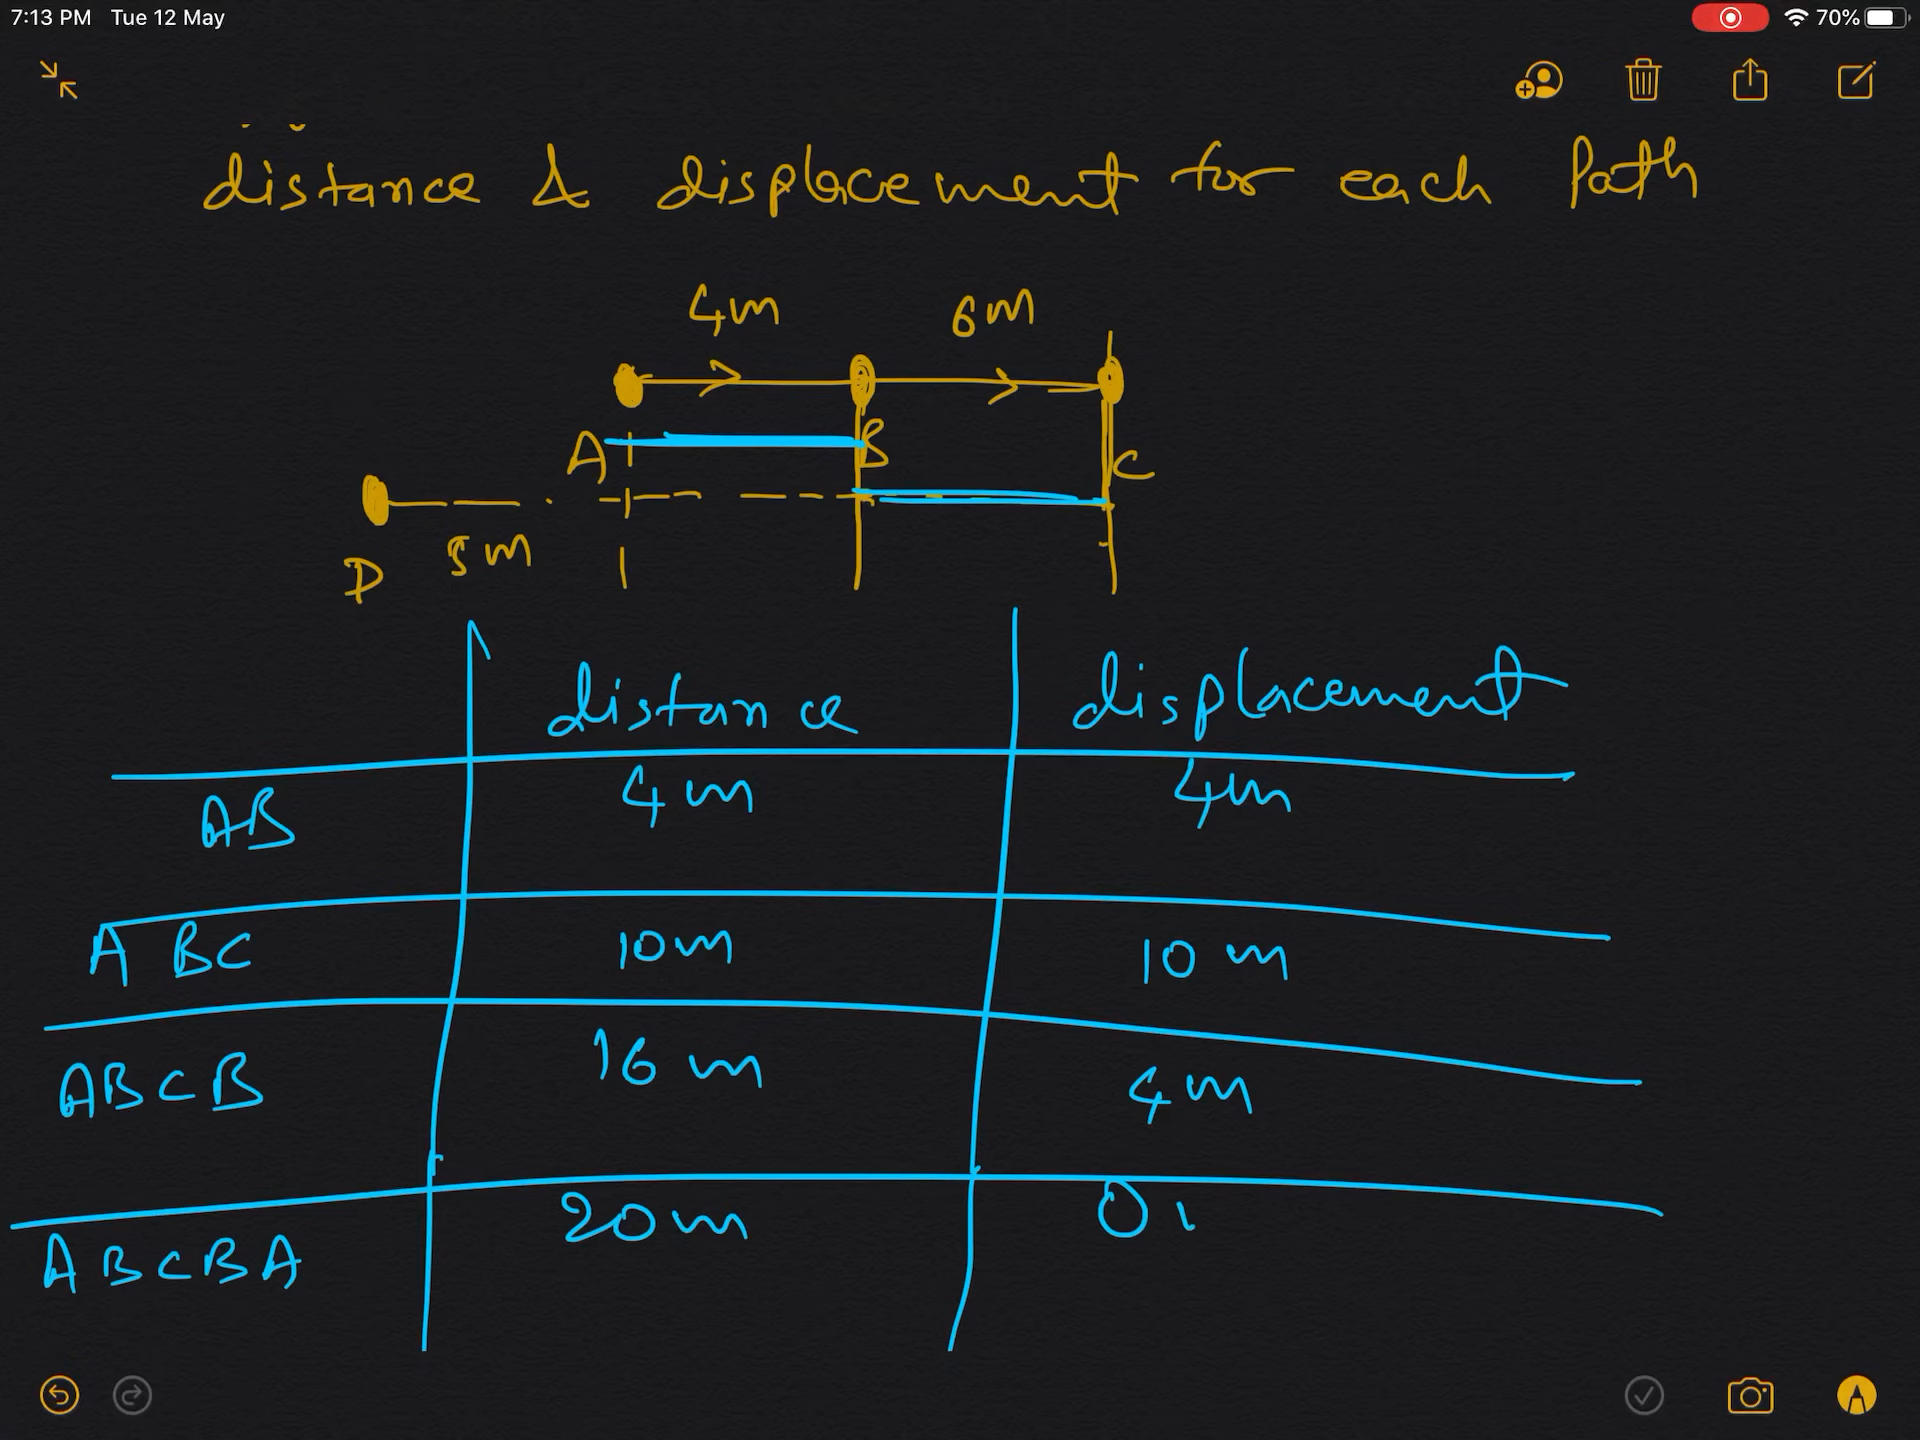 7:13 PM Tue 12 May 70%
distance & displacement for each Path
4m 6m
A B C
D 5m
distance displacement
AB 4m 4m
ABC 10m 10m
ABCB 16m 4m
ABCBA 20m 0